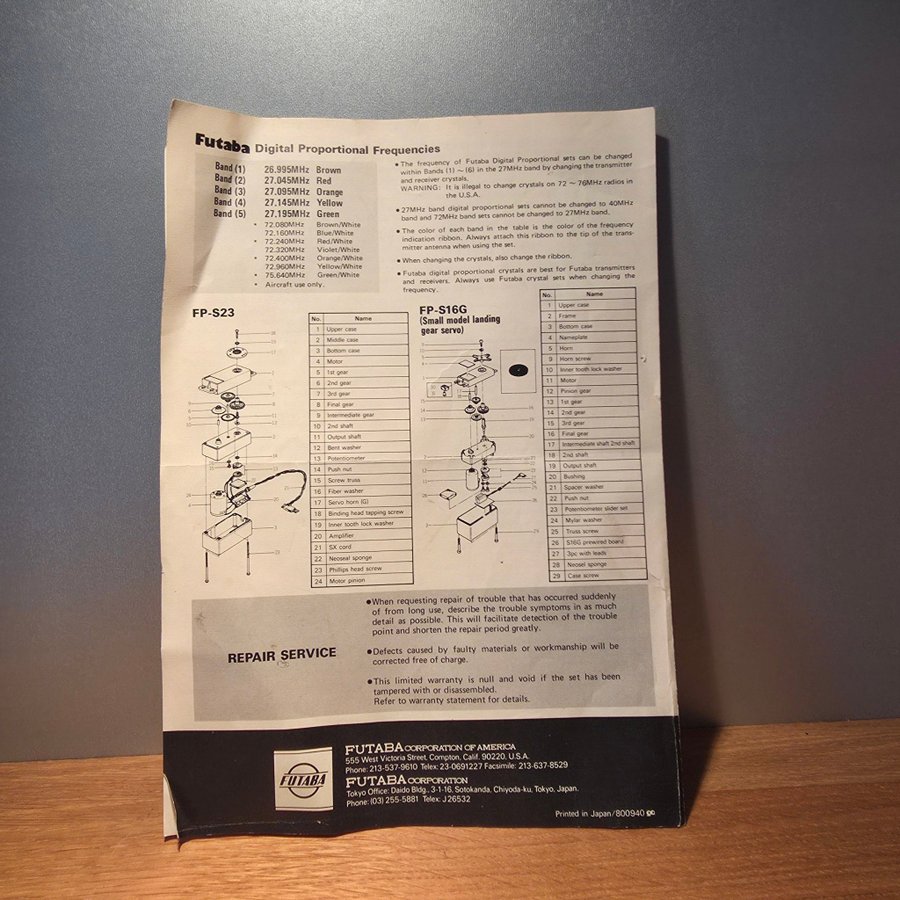 Futaba Digital Proportional Frequencies
Band (1) 26.995MHz Brown
Band (2) 27.045MHz Red
Band (3) 27.095MHz Orange
Band (4) 27.145MHz Yellow
Band (5) 27.195MHz Green
* 72.080MHz Brown/White
72.160MHz Blue/White
* 72.240MHz Red/White
72.320MHz Violet/White
* 72.400MHz Orange/White
72.960MHz Yellow/White
* 75.640MHz Green/White
* Aircraft use only.
● The frequency of Futaba Digital Proportional sets can be changed
within Bands (1) ~ (6) in the 27MHz band by changing the transmitter
and receiver crystals.
WARNING: It is illegal to change crystals on 72 ~ 76MHz radios in
the U.S.A.
● 27MHz band digital proportional sets cannot be changed to 40MHz
band and 72MHz band sets cannot be changed to 27MHz band.
● The color of each band in the table is the color of the frequency
indication ribbon. Always attach this ribbon to the tip of the trans-
mitter antenna when using the set.
● When changing the crystals, also change the ribbon.
● Futaba digital proportional crystals are best for Futaba transmitters
and receivers. Always use Futaba crystal sets when changing the
frequency.
FP-S23
No. Name
1 Upper case
2 Middle case
3 Bottom case
4 Motor
5 1st gear
6 2nd gear
7 3rd gear
8 Final gear
9 Intermediate gear
10 2nd shaft
11 Output shaft
12 Bent washer
13 Potentiometer
14 Push nut
15 Screw truss
16 Fiber washer
17 Servo horn (G)
18 Binding head tapping screw
19 Inner tooth lock washer
20 Amplifier
21 SX cord
22 Neoseal sponge
23 Phillips head screw
24 Motor pinion
FP-S16G
(Small model landing
gear servo)
No. Name
1 Upper case
2 Frame
3 Bottom case
4 Nameplate
5 Horn
9 Horn screw
10 Inner tooth lock washer
11 Motor
12 Pinion gear
13 1st gear
14 2nd gear
15 3rd gear
16 Final gear
17 Intermediate shaft 2nd shaft
18 2nd shaft
19 Output shaft
20 Bushing
21 Spacer washer
22 Push nut
23 Potentiometer slider set
24 Mylar washer
25 Truss screw
26 S16G prewired board
27 3pc with leads
28 Neosel sponge
29 Case screw
REPAIR SERVICE
● When requesting repair of trouble that has occurred suddenly
of from long use, describe the trouble symptoms in as much
detail as possible. This will facilitate detection of the trouble
point and shorten the repair period greatly.
● Defects caused by faulty materials or workmanship will be
corrected free of charge.
● This limited warranty is null and void if the set has been
tampered with or disassembled.
Refer to warranty statement for details.
FUTABA
FUTABA CORPORATION OF AMERICA
555 West Victoria Street, Compton, Calif. 90220, U.S.A.
Phone: 213-537-9610 Telex: 23-0691227 Facsimile: 213-637-8529
FUTABA CORPORATION
Tokyo Office: Daido Bldg., 3-1-16, Sotokanda, Chiyoda-ku, Tokyo, Japan.
Phone: (03) 255-5881 Telex: J26532
Printed in Japan/800940